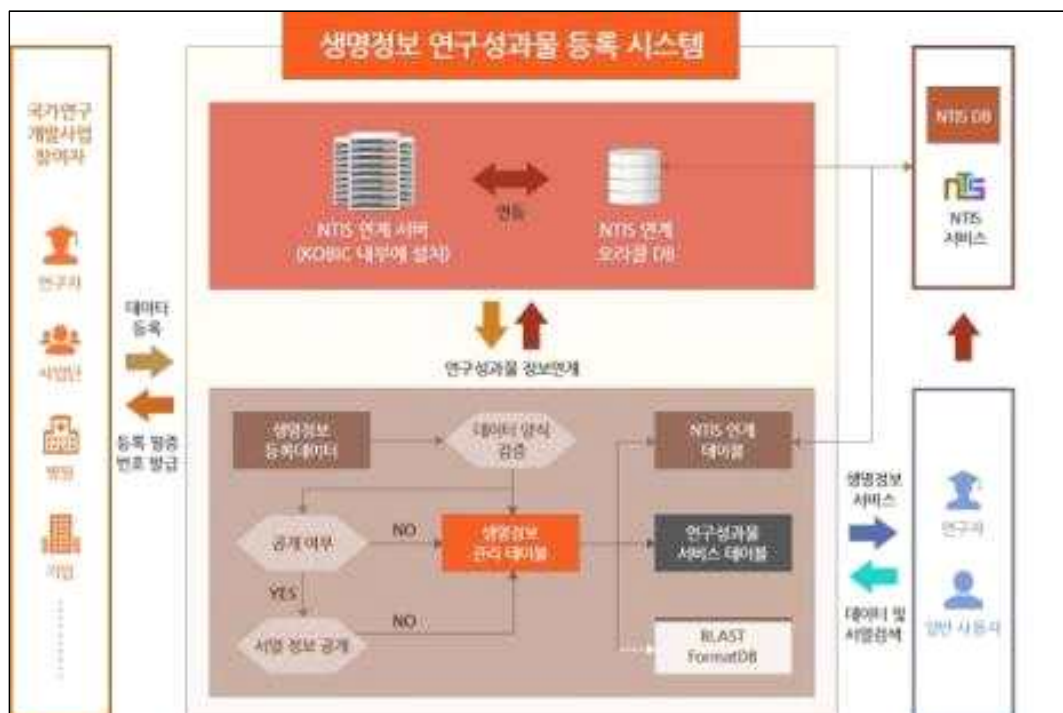 생명정보 연구성과물 등록 시스템
국가연구
개발사업
참여자
연구자
사업단
병원
기업
데이터
등록
등록 필증
번호 발급
NTIS 연계 서버
(KOBIC 내부에 설치)
연동
NTIS 연계
오라클 DB
연구성과물 정보연계
생명정보
등록데이터
데이터 양식
검증
NTIS 연계
테이블
공개 여부
NO
생명정보
관리 테이블
연구성과물
서비스 테이블
YES
서열 정보 공개
NO
BLAST
FormatDB
NTIS DB
NTIS
NTIS
서비스
생명정보
서비스
데이터 및
서열검색
연구자
일반 사용자